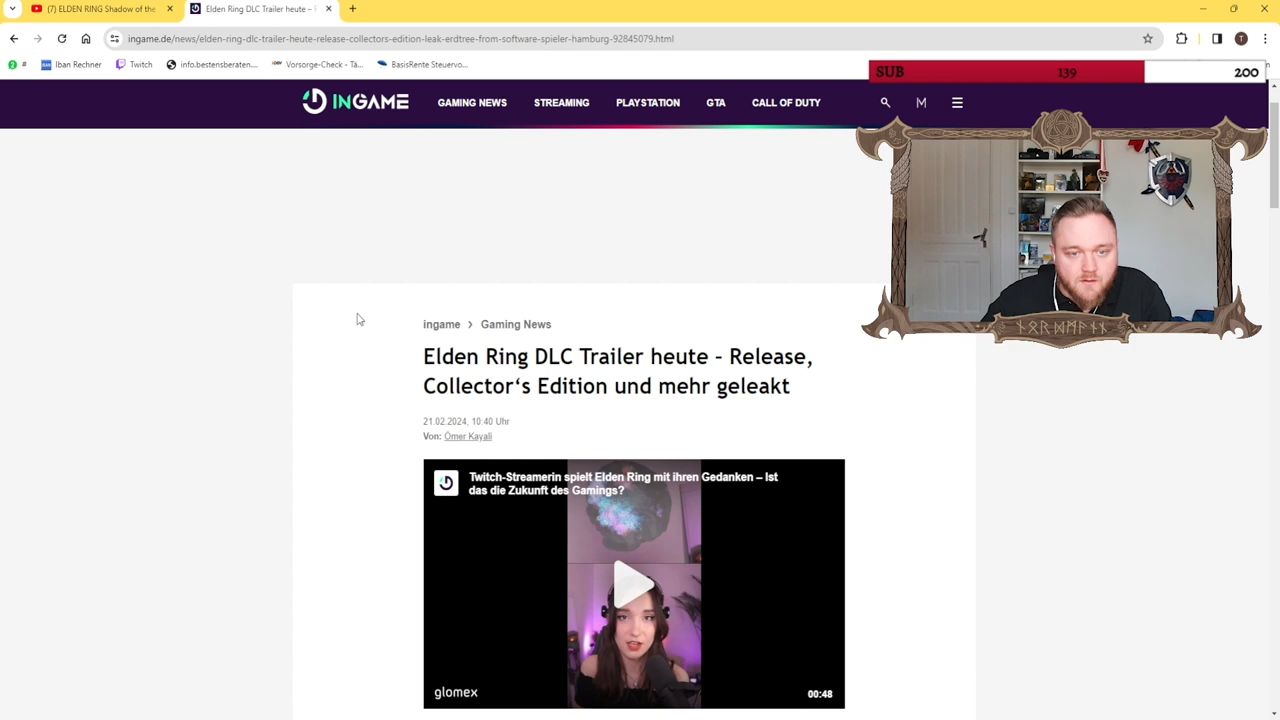 (7) ELDEN RING Shadow of the
Elden Ring DLC Trailer heute – F
ingame.de/news/elden-ring-dlc-trailer-heute-release-collectors-edition-leak-erdtree-from-software-spieler-hamburg-92845079.html
T
#
Iban Rechner
Twitch
info.bestensberaten....
Vorsorge-Check - Tä...
BasisRente Steuervo...
SUB
139
200
INGAME
GAMING NEWS
STREAMING
PLAYSTATION
GTA
CALL OF DUTY
M
ᚾᛟᚱᛞᛗᚨᚾᚾ
ingame
Gaming News
Elden Ring DLC Trailer heute - Release,
Collector‘s Edition und mehr geleakt
21.02.2024, 10:40 Uhr
Von: Ömer Kayali
Twitch-Streamerin spielt Elden Ring mit ihren Gedanken – Ist
das die Zukunft des Gamings?
glomex
00:48